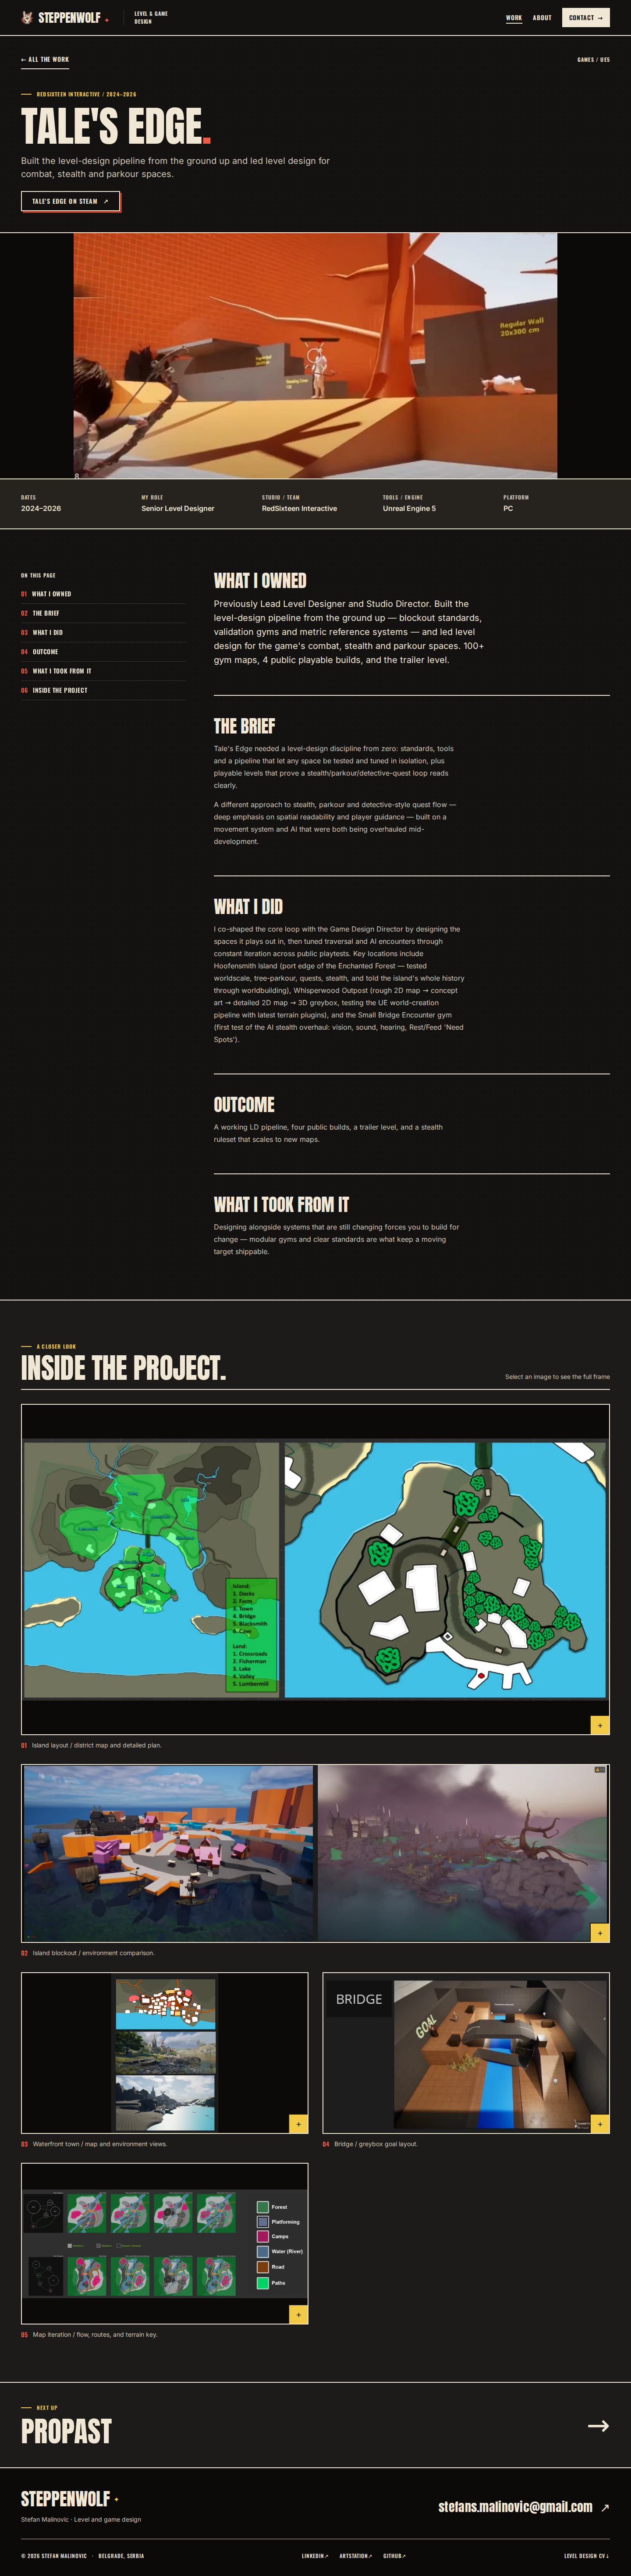 STEPPENWOLF
LEVEL & GAME
DESIGN
WORK
ABOUT
CONTACT →
← ALL THE WORK
GAMES / UE5
REDSIXTEEN INTERACTIVE / 2024–2026
TALE'S EDGE.
Built the level-design pipeline from the ground up and led level design for
combat, stealth and parkour spaces.
TALE'S EDGE ON STEAM ↗
Regular Wall
20x300 cm
DATES
2024–2026
MY ROLE
Senior Level Designer
STUDIO / TEAM
RedSixteen Interactive
TOOLS / ENGINE
Unreal Engine 5
PLATFORM
PC
ON THIS PAGE
01 WHAT I OWNED
02 THE BRIEF
03 WHAT I DID
04 OUTCOME
05 WHAT I TOOK FROM IT
06 INSIDE THE PROJECT
WHAT I OWNED
Previously Lead Level Designer and Studio Director. Built the
level-design pipeline from the ground up — blockout standards,
validation gyms and metric reference systems — and led level
design for the game's combat, stealth and parkour spaces. 100+
gym maps, 4 public playable builds, and the trailer level.
THE BRIEF
Tale's Edge needed a level-design discipline from zero: standards, tools
and a pipeline that let any space be tested and tuned in isolation, plus
playable levels that prove a stealth/parkour/detective-quest loop reads
clearly.
A different approach to stealth, parkour and detective-style quest flow —
deep emphasis on spatial readability and player guidance — built on a
movement system and AI that were both being overhauled mid-
development.
WHAT I DID
I co-shaped the core loop with the Game Design Director by designing the
spaces it plays out in, then tuned traversal and AI encounters through
constant iteration across public playtests. Key locations include
Hoofensmith Island (port edge of the Enchanted Forest — tested
worldscale, tree-parkour, quests, stealth, and told the island's whole history
through worldbuilding), Whisperwood Outpost (rough 2D map → concept
art → detailed 2D map → 3D greybox, testing the UE world-creation
pipeline with latest terrain plugins), and the Small Bridge Encounter gym
(first test of the AI stealth overhaul: vision, sound, hearing, Rest/Feed 'Need
Spots').
OUTCOME
A working LD pipeline, four public builds, a trailer level, and a stealth
ruleset that scales to new maps.
WHAT I TOOK FROM IT
Designing alongside systems that are still changing forces you to build for
change — modular gyms and clear standards are what keep a moving
target shippable.
A CLOSER LOOK
INSIDE THE PROJECT.
Select an image to see the full frame
Island:
1. Docks
2. Farm
3. Town
4. Bridge
5. Blacksmith
6. Cave
Land:
1. Crossroads
2. Fisherman
3. Lake
4. Valley
5. Lumbermill
+
01 Island layout / district map and detailed plan.
+
02 Island blockout / environment comparison.
+
03 Waterfront town / map and environment views.
BRIDGE
GOAL
+
04 Bridge / greybox goal layout.
Forest
Platforming
Camps
Water (River)
Road
Paths
+
05 Map iteration / flow, routes, and terrain key.
NEXT UP
PROPAST
→
STEPPENWOLF
Stefan Malinovic · Level and game design
stefans.malinovic@gmail.com ↗
© 2026 STEFAN MALINOVIC · BELGRADE, SERBIA
LINKEDIN↗ ARTSTATION↗ GITHUB↗
LEVEL DESIGN CV↓